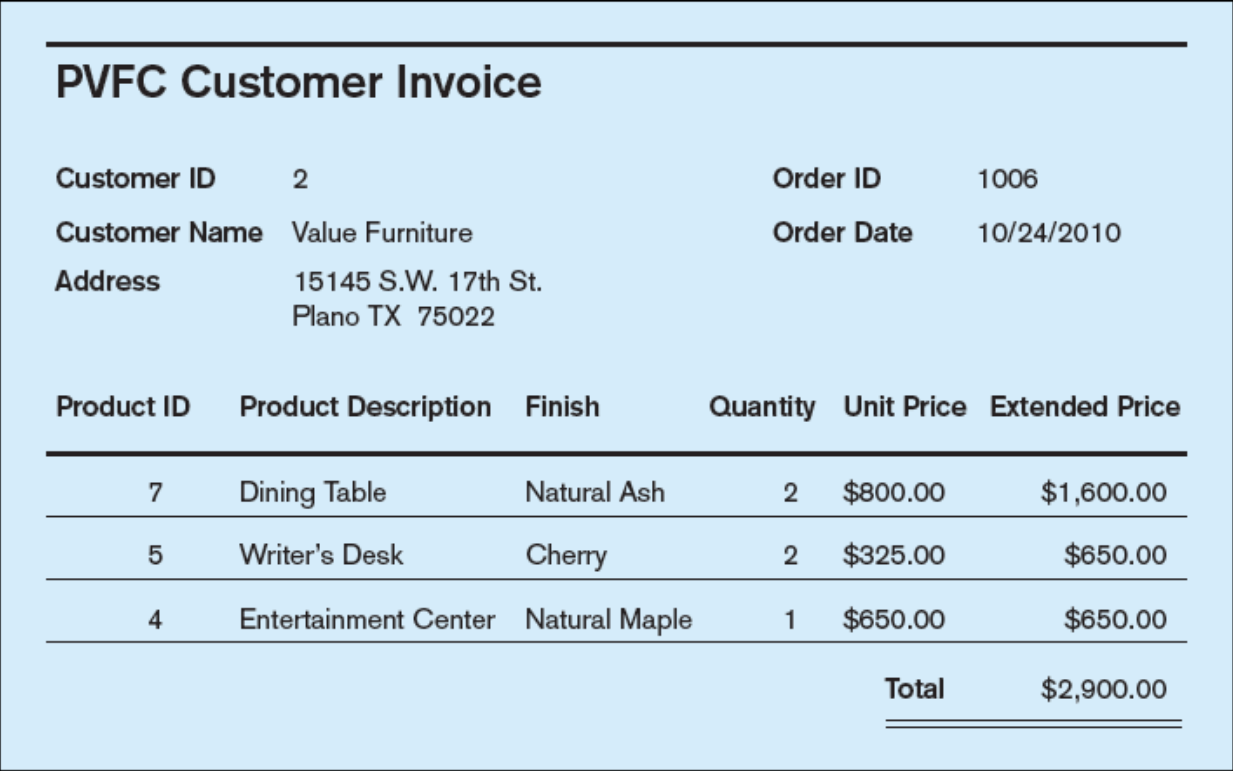 PVFC Customer Invoice
Customer ID 2 Order ID 1006
Customer Name Value Furniture Order Date 10/24/2010
Address 15145 S.W. 17th St.
Plano TX 75022
Product ID Product Description Finish Quantity Unit Price Extended Price
7 Dining Table Natural Ash 2 $800.00 $1,600.00
5 Writer's Desk Cherry 2 $325.00 $650.00
4 Entertainment Center Natural Maple 1 $650.00 $650.00
Total $2,900.00